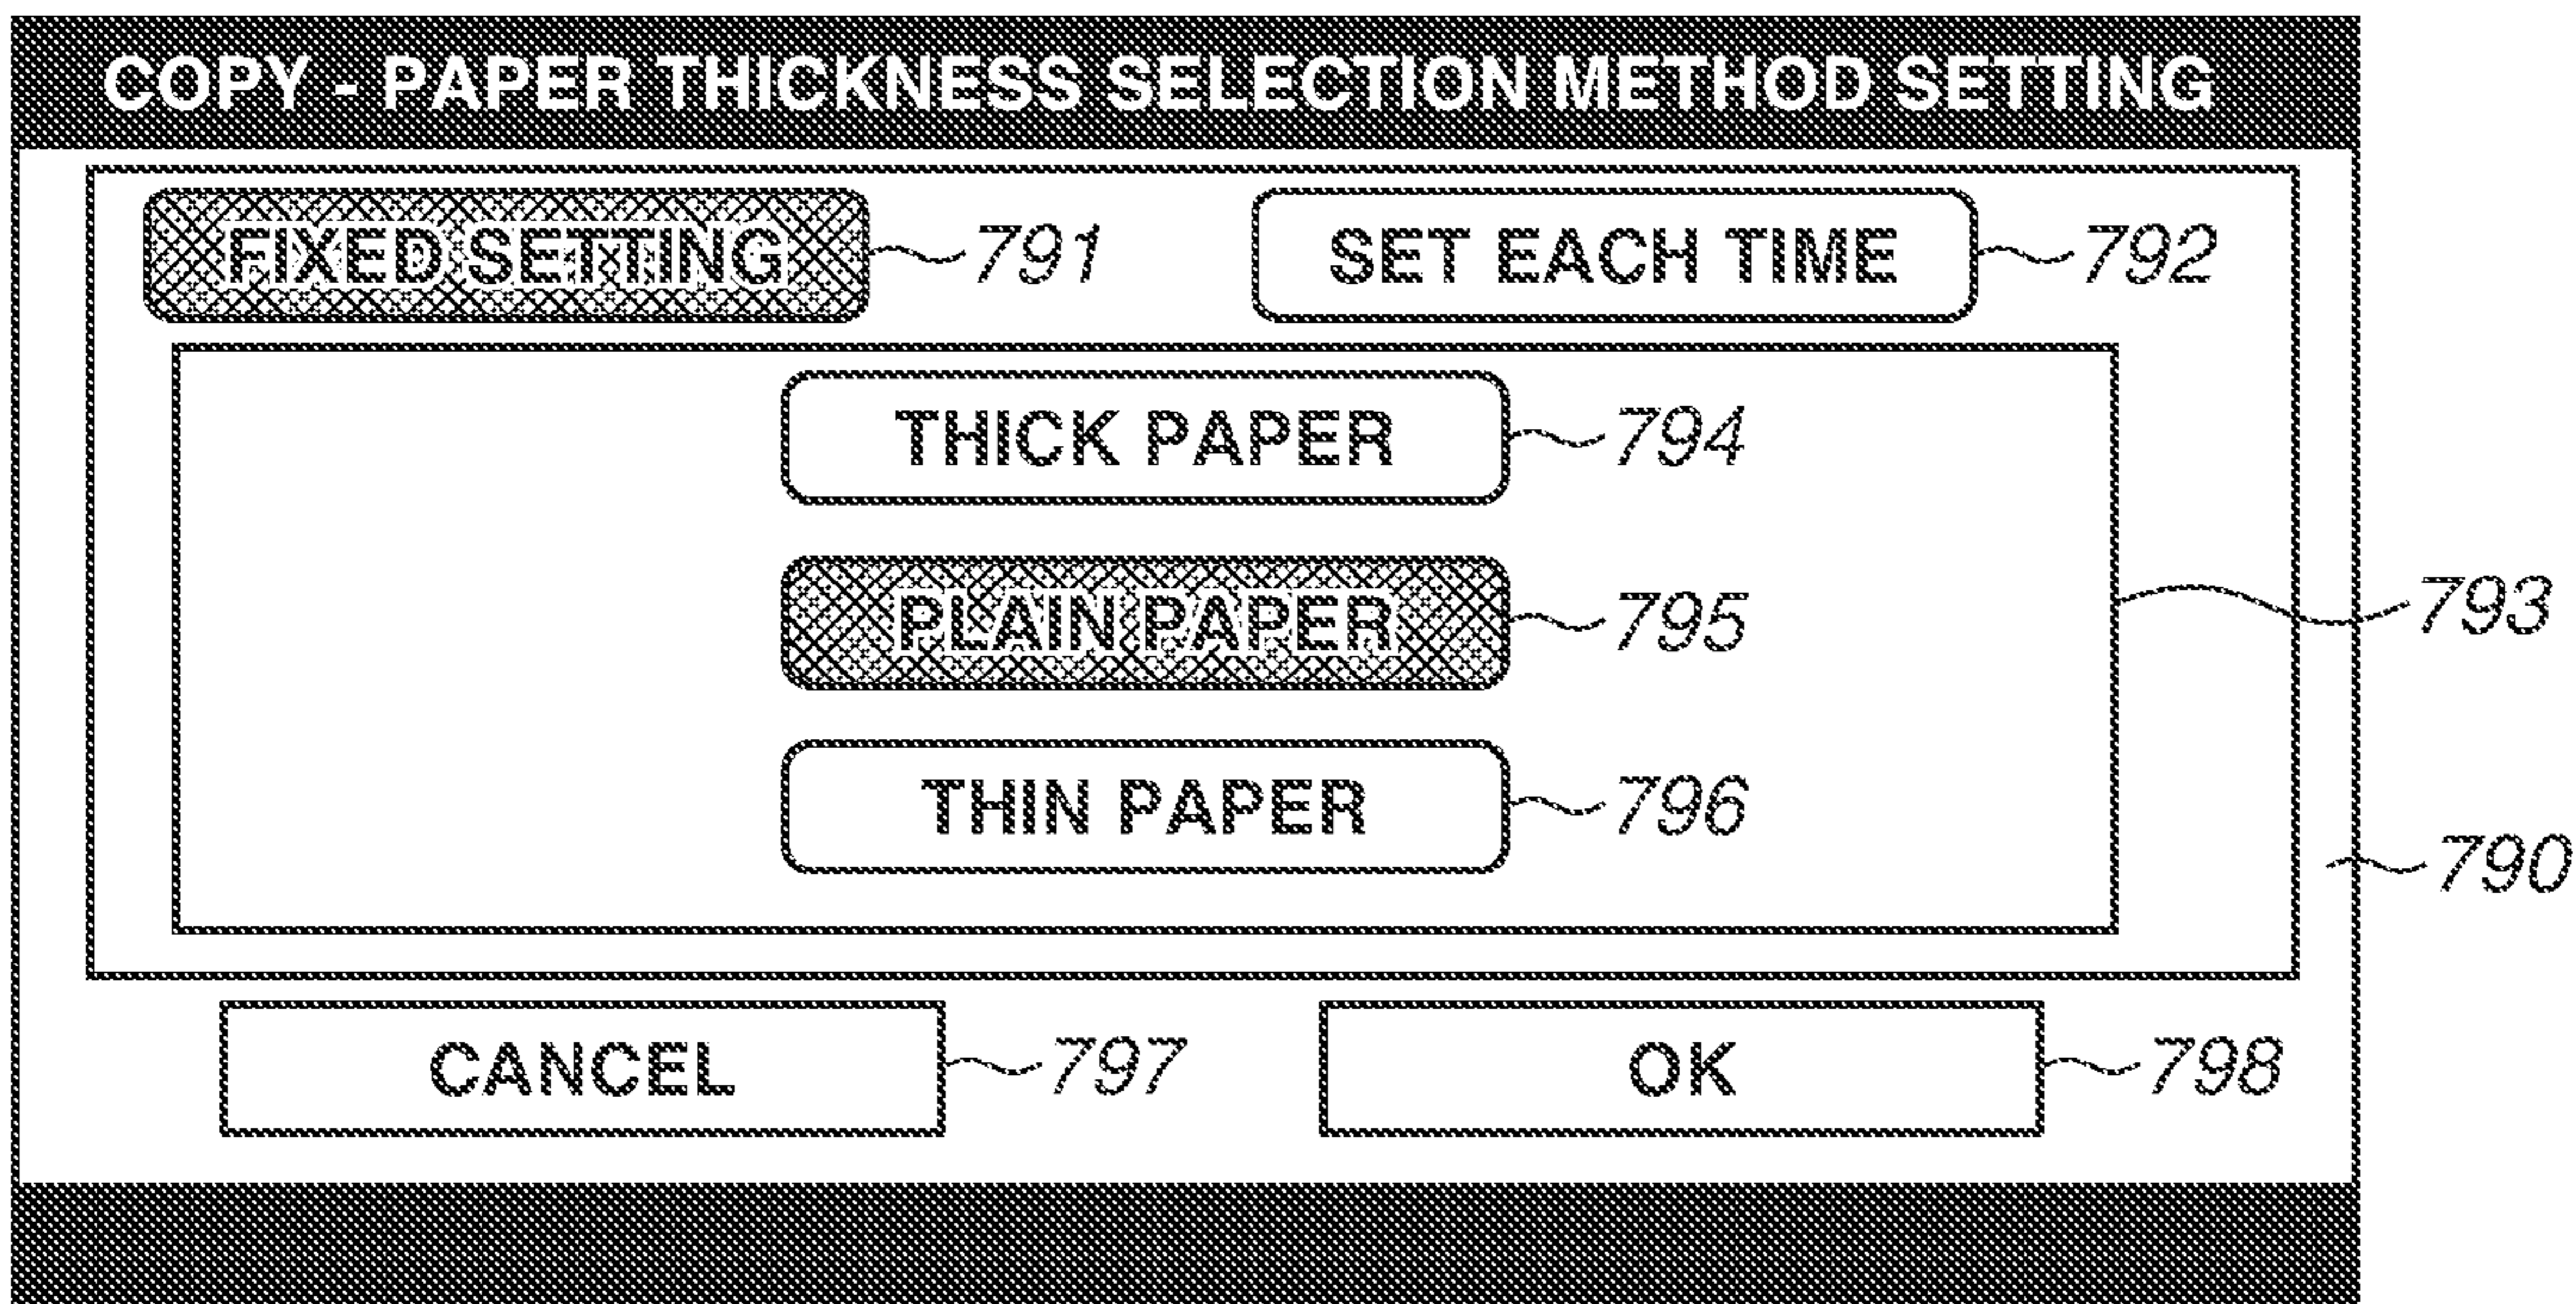 COPY - PAPER THICKNESS SELECTION METHOD SETTING
FIXED SETTING 791 SET EACH TIME 792
THICK PAPER 794
PLAIN PAPER 795 793
THIN PAPER 796
790
CANCEL 797 OK 798